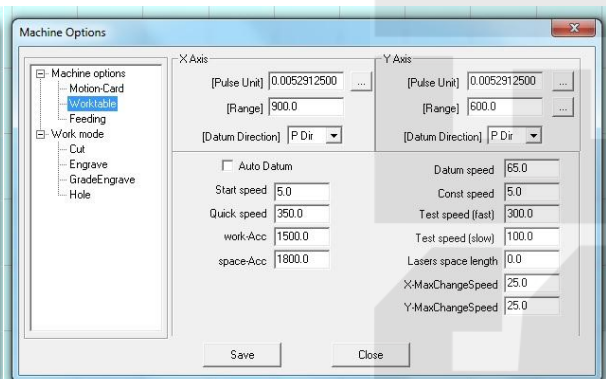 Machine Options
X Axis
Y Axis
Machine options
Motion-Card
Worktable
Feeding
Work mode
Cut
Engrave
GradeEngrave
Hole
[Pulse Unit] 0.0052912500 ...
[Range] 900.0
[Datum Direction] P Dir
[Pulse Unit] 0.0052912500 ...
[Range] 600.0 ...
[Datum Direction] P Dir
Auto Datum
Start speed 5.0
Quick speed 350.0
work-Acc 1500.0
space-Acc 1800.0
Datum speed 65.0
Const speed 5.0
Test speed (fast) 300.0
Test speed (slow) 100.0
Lasers space length 0.0
X-MaxChangeSpeed 25.0
Y-MaxChangeSpeed 25.0
Save
Close